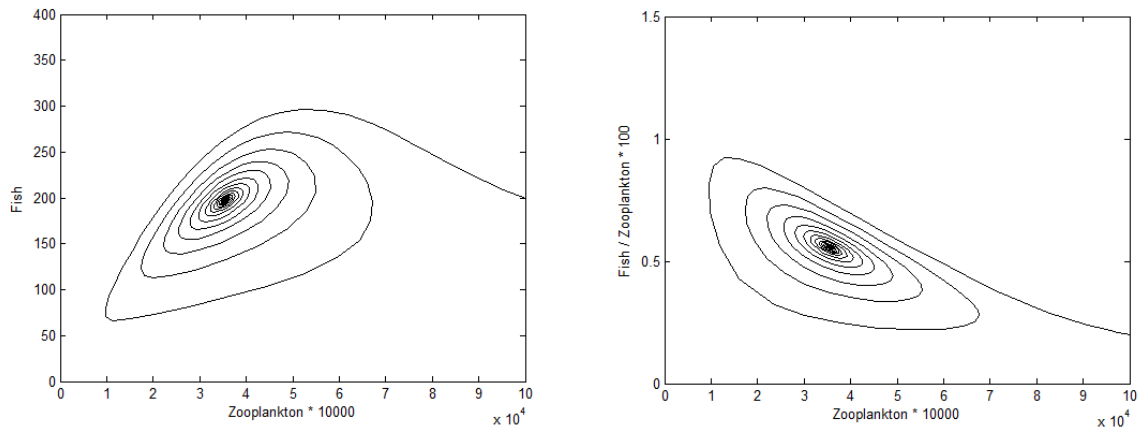 400
350
300
250
200
150
100
50
0
Fish
0 1 2 3 4 5 6 7 8 9 10
Zooplankton * 10000
x 10^4
1.5
1
0.5
0
Fish / Zooplankton * 100
0 1 2 3 4 5 6 7 8 9 10
Zooplankton * 10000
x 10^4